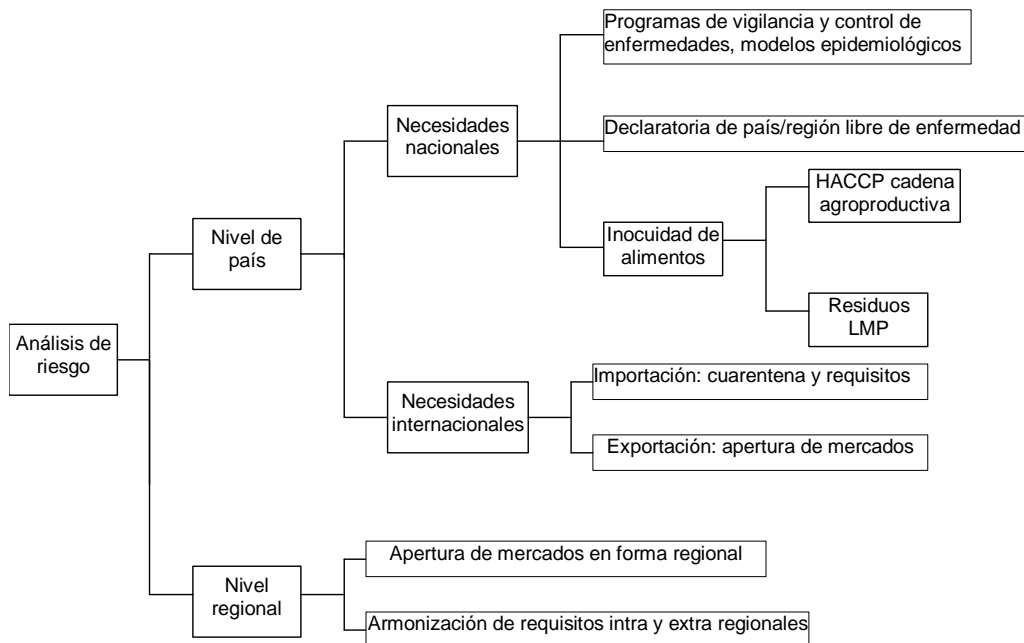 Programas de vigilancia y control de
enfermedades, modelos epidemiológicos
Necesidades
nacionales
Declaratoria de país/región libre de enfermedad
HACCP cadena
agroproductiva
Nivel de
país
Inocuidad de
alimentos
Residuos
LMP
Análisis de
riesgo
Importación: cuarentena y requisitos
Necesidades
internacionales
Exportación: apertura de mercados
Apertura de mercados en forma regional
Nivel
regional
Armonización de requisitos intra y extra regionales